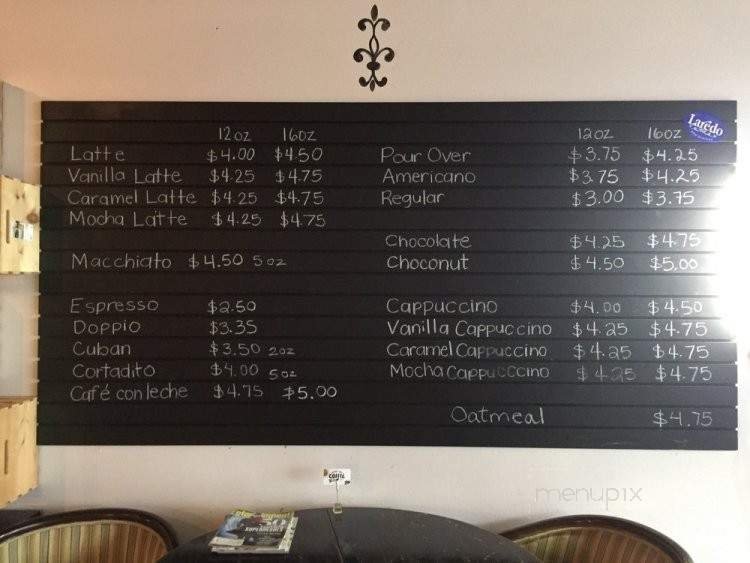 12oz 16oz
Latte $4.00 $4.50
Vanilla Latte $4.25 $4.75
Caramel Latte $4.25 $4.75
Mocha Latte $4.25 $4.75
Macchiato $4.50 5oz
Espresso $2.50
Doppio $3.35
Cuban $3.50 2oz
Cortadito $4.00 5oz
Café con leche $4.75 $5.00
12oz 16oz
Pour Over $3.75 $4.25
Americano $3.75 $4.25
Regular $3.00 $3.75
Chocolate $4.25 $4.75
Choconut $4.50 $5.00
Cappuccino $4.00 $4.50
Vanilla Cappuccino $4.25 $4.75
Caramel Cappuccino $4.25 $4.75
Mocha Cappucccino $4.25 $4.75
Oatmeal $4.75
Laredo
menupix